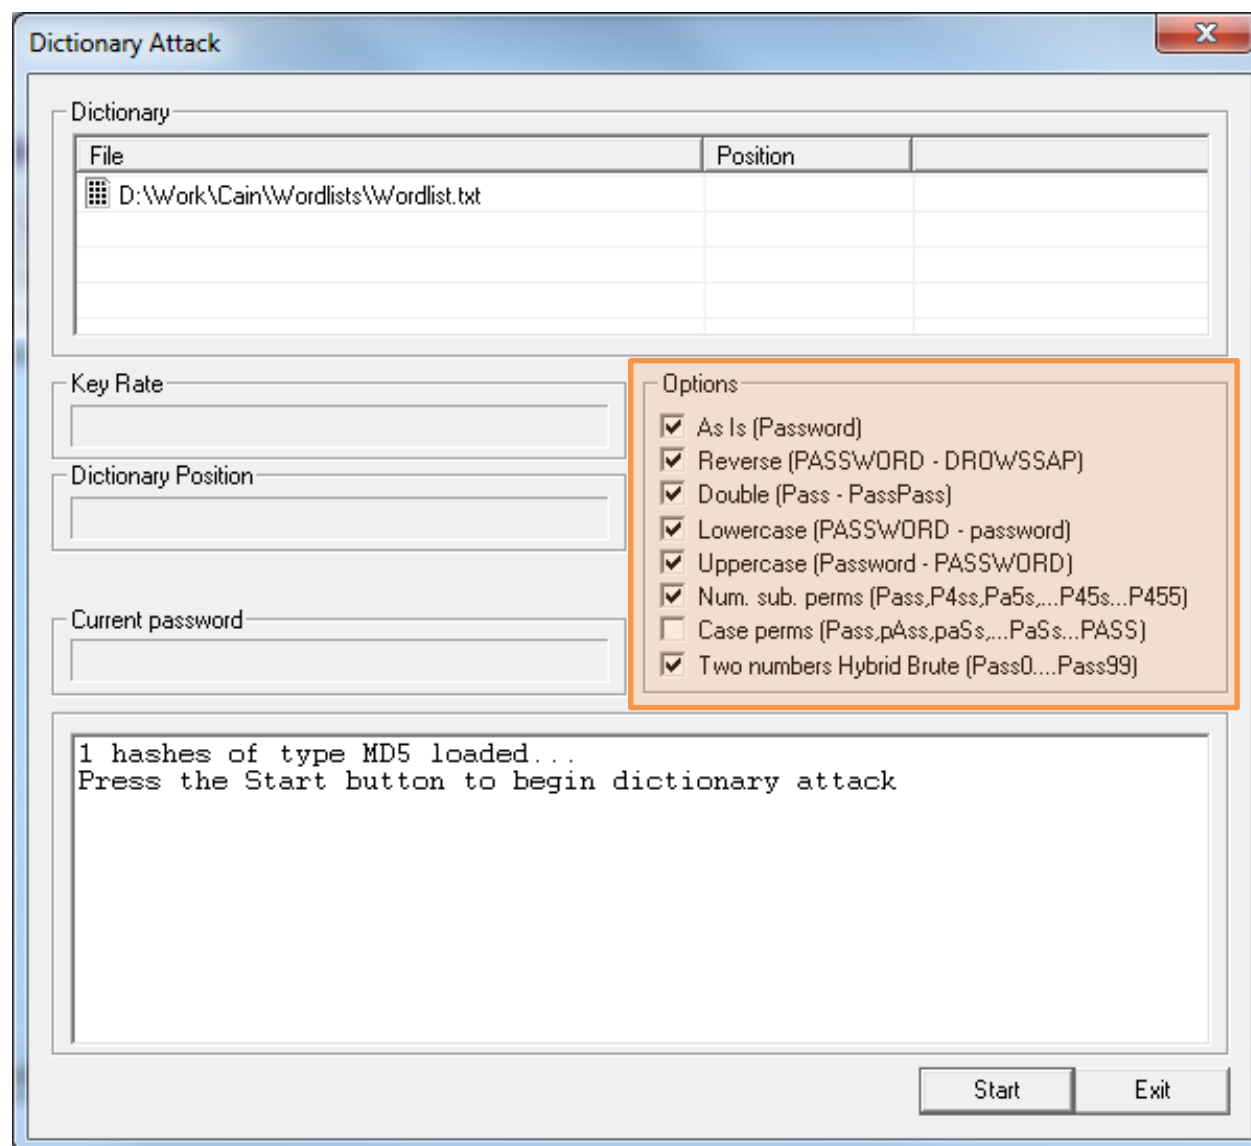 Dictionary Attack
Dictionary
File Position
D:\Work\Cain\Wordlists\Wordlist.txt
Key Rate
Dictionary Position
Current password
Options
As Is (Password)
Reverse (PASSWORD - DROWSSAP)
Double (Pass - PassPass)
Lowercase (PASSWORD - password)
Uppercase (Password - PASSWORD)
Num. sub. perms (Pass,P4ss,Pa5s,...P45s...P455)
Case perms (Pass,pAss,paSs,...PaSs...PASS)
Two numbers Hybrid Brute (Pass0....Pass99)
1 hashes of type MD5 loaded...
Press the Start button to begin dictionary attack
Start Exit